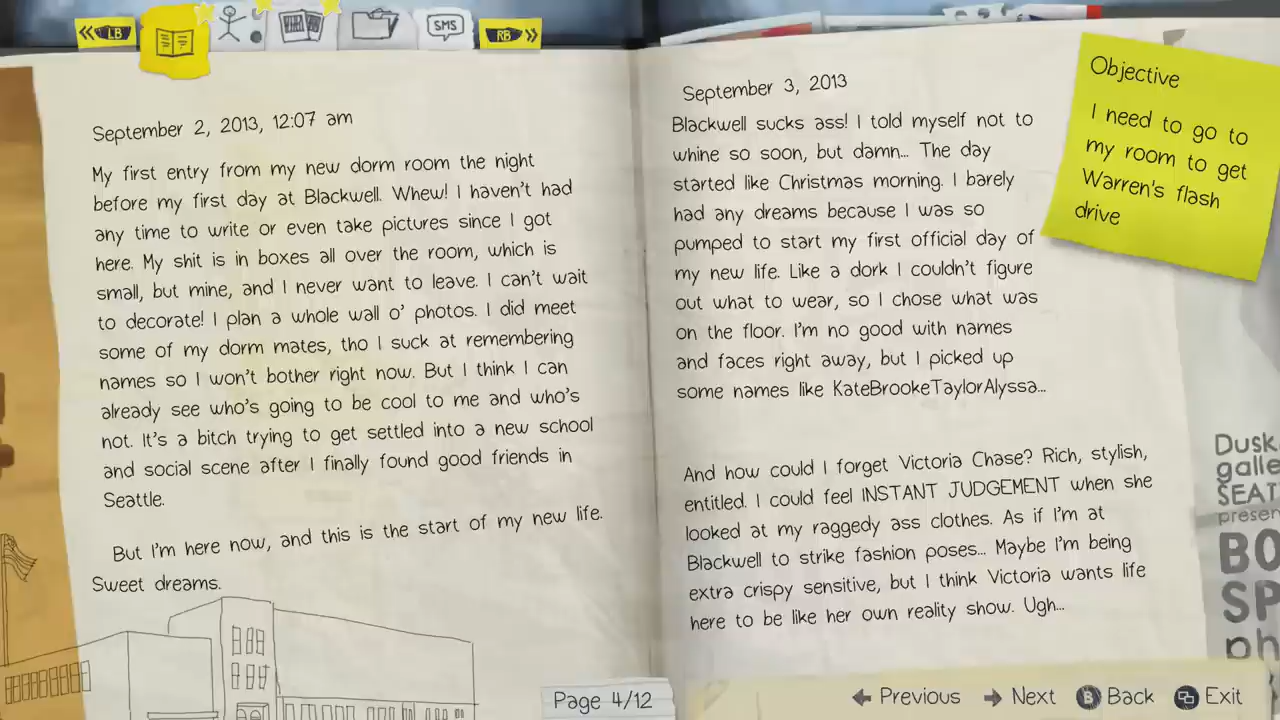 LB
SMS
RB
September 2, 2013, 12:07 am
My first entry from my new dorm room the night
before my first day at Blackwell. Whew! I haven't had
any time to write or even take pictures since I got
here. My shit is in boxes all over the room, which is
small, but mine, and I never want to leave. I can't wait
to decorate! I plan a whole wall o' photos. I did meet
some of my dorm mates, tho I suck at remembering
names so I won't bother right now. But I think I can
already see who's going to be cool to me and who's
not. It's a bitch trying to get settled into a new school
and social scene after I finally found good friends in
Seattle.
But I'm here now, and this is the start of my new life.
Sweet dreams.
September 3, 2013
Blackwell sucks ass! I told myself not to
whine so soon, but damn... The day
started like Christmas morning. I barely
had any dreams because I was so
pumped to start my first official day of
my new life. Like a dork I couldn't figure
out what to wear, so I chose what was
on the floor. I'm no good with names
and faces right away, but I picked up
some names like KateBrookeTaylorAlyssa...
And how could I forget Victoria Chase? Rich, stylish,
entitled. I could feel INSTANT JUDGEMENT when she
looked at my raggedy ass clothes. As if I'm at
Blackwell to strike fashion poses... Maybe I'm being
extra crispy sensitive, but I think Victoria wants life
here to be like her own reality show. Ugh...
Objective
I need to go to
my room to get
Warren's flash
drive
Dusk
galle
SEAT
presen
BO
SP
ph
Page 4/12
Previous
Next
B Back
Exit